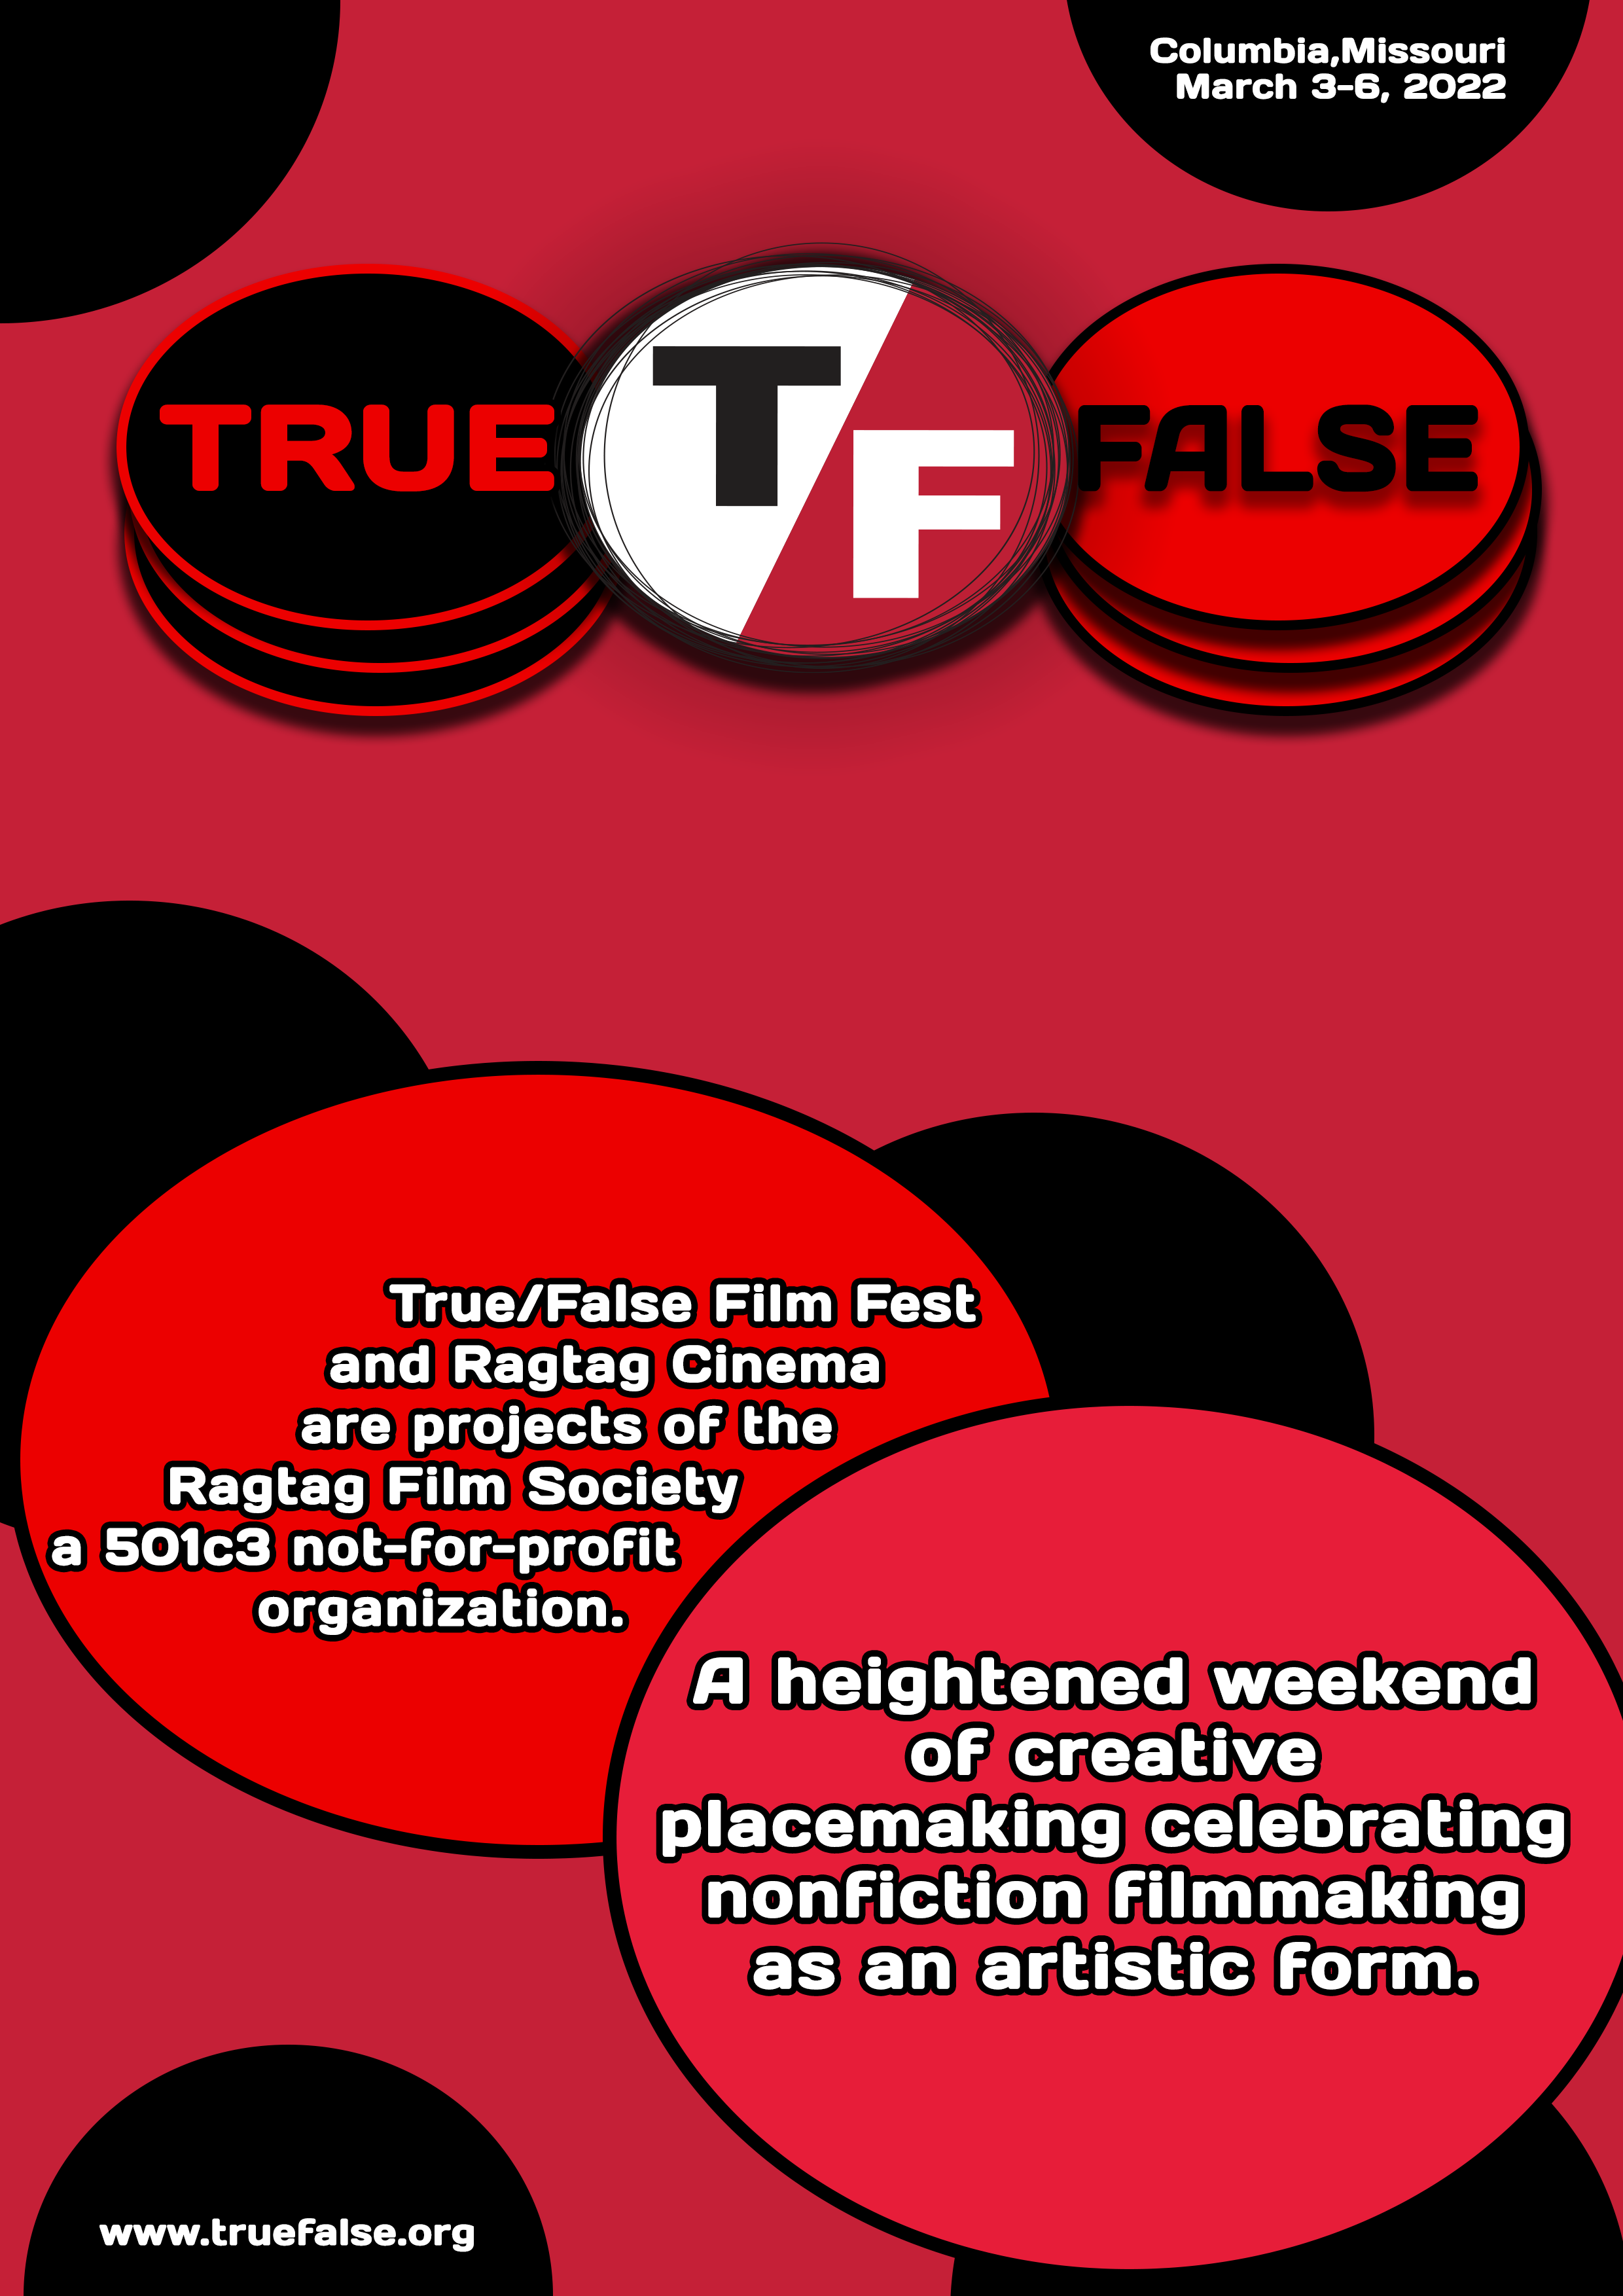 Columbia,Missouri
March 3-6, 2022
TRUE
T/F
FALSE
True/False Film Fest
and Ragtag Cinema
are projects of the
Ragtag Film Society
a 501c3 not-for-profit
organization.
A heightened weekend
of creative
placemaking celebrating
nonfiction filmmaking
as an artistic form.
www.truefalse.org